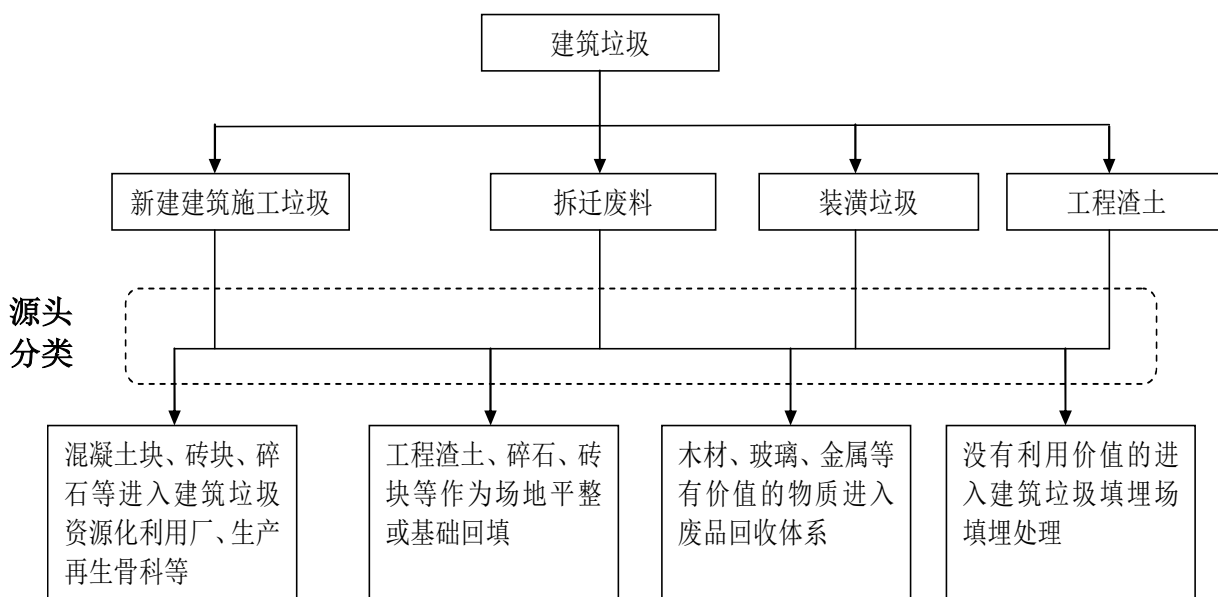 建筑垃圾
新建建筑施工垃圾
拆迁废料
装潢垃圾
工程渣土
源头
分类
混凝土块、砖块、碎
石等进入建筑垃圾
资源化利用厂、生产
再生骨科等
工程渣土、碎石、砖
块等作为场地平整
或基础回填
木材、玻璃、金属等
有价值的物质进入
废品回收体系
没有利用价值的进
入建筑垃圾填埋场
填埋处理